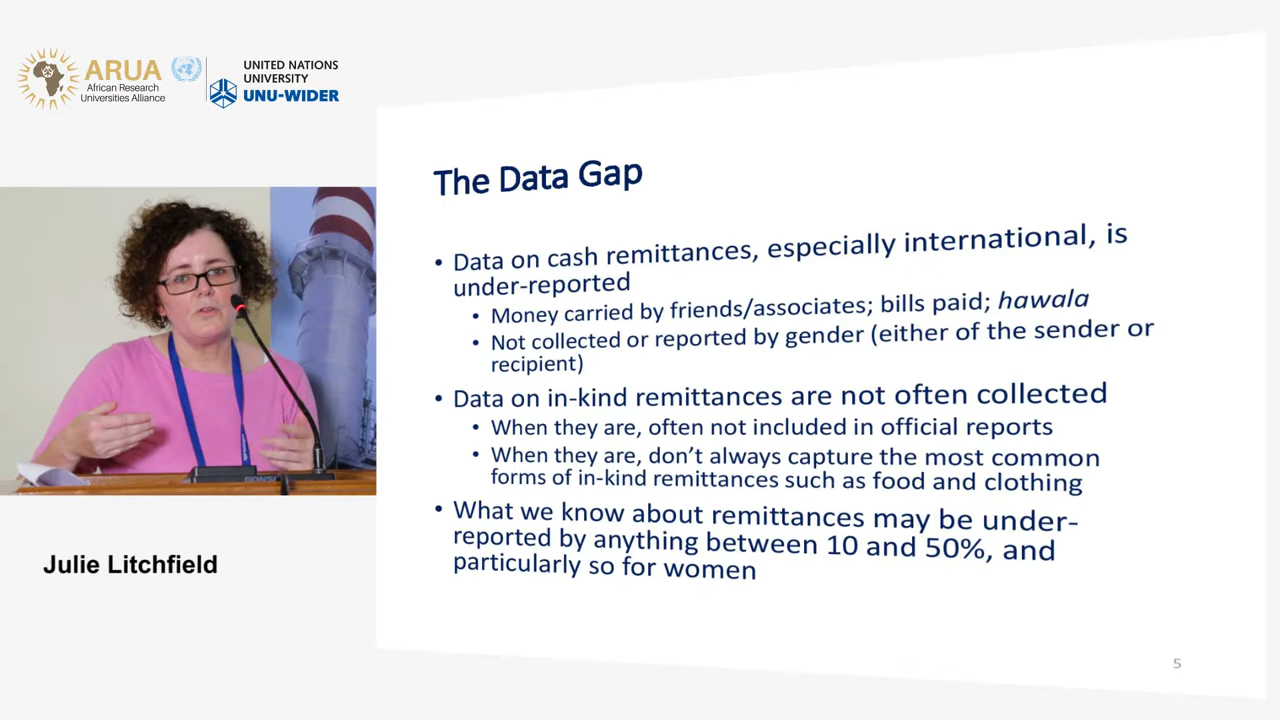 ARUA
African Research
Universities Alliance
UNITED NATIONS
UNIVERSITY
UNU-WIDER
The Data Gap
• Data on cash remittances, especially international, is
under-reported
• Money carried by friends/associates; bills paid; hawala
• Not collected or reported by gender (either of the sender or
recipient)
• Data on in-kind remittances are not often collected
• When they are, often not included in official reports
• When they are, don’t always capture the most common
forms of in-kind remittances such as food and clothing
• What we know about remittances may be under-
reported by anything between 10 and 50%, and
particularly so for women
Julie Litchfield
5